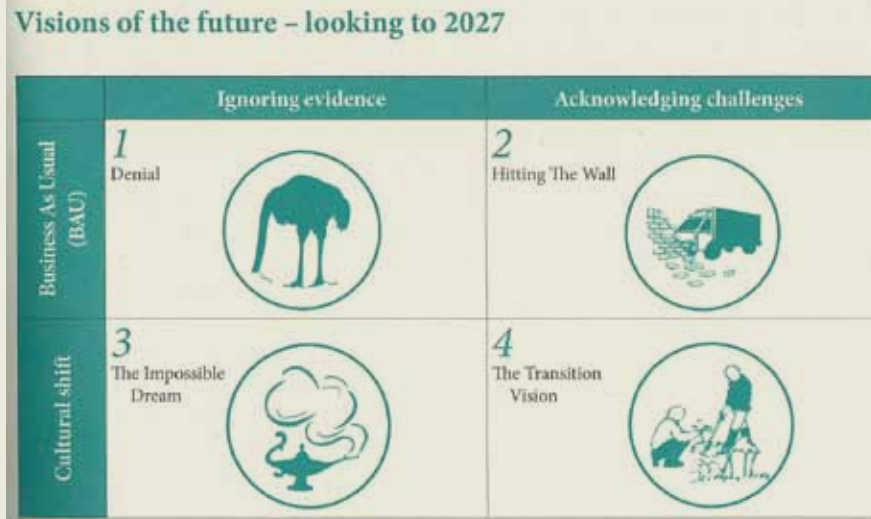 Visions of the future – looking to 2027
Ignoring evidence
Acknowledging challenges
Business As Usual
(BAU)
1
Denial
2
Hitting The Wall
Cultural shift
3
The Impossible
Dream
4
The Transition
Vision